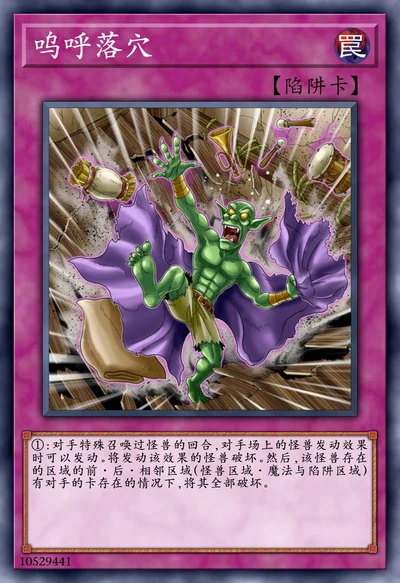 呜呼落穴
罠
【陷阱卡】
①:对手特殊召唤过怪兽的回合,对手场上的怪兽发动效果
时可以发动。将发动该效果的怪兽破坏。然后,该怪兽存在
的区域的前·后·相邻区域(怪兽区域·魔法与陷阱区域)
有对手的卡存在的情况下,将其全部破坏。
10529441